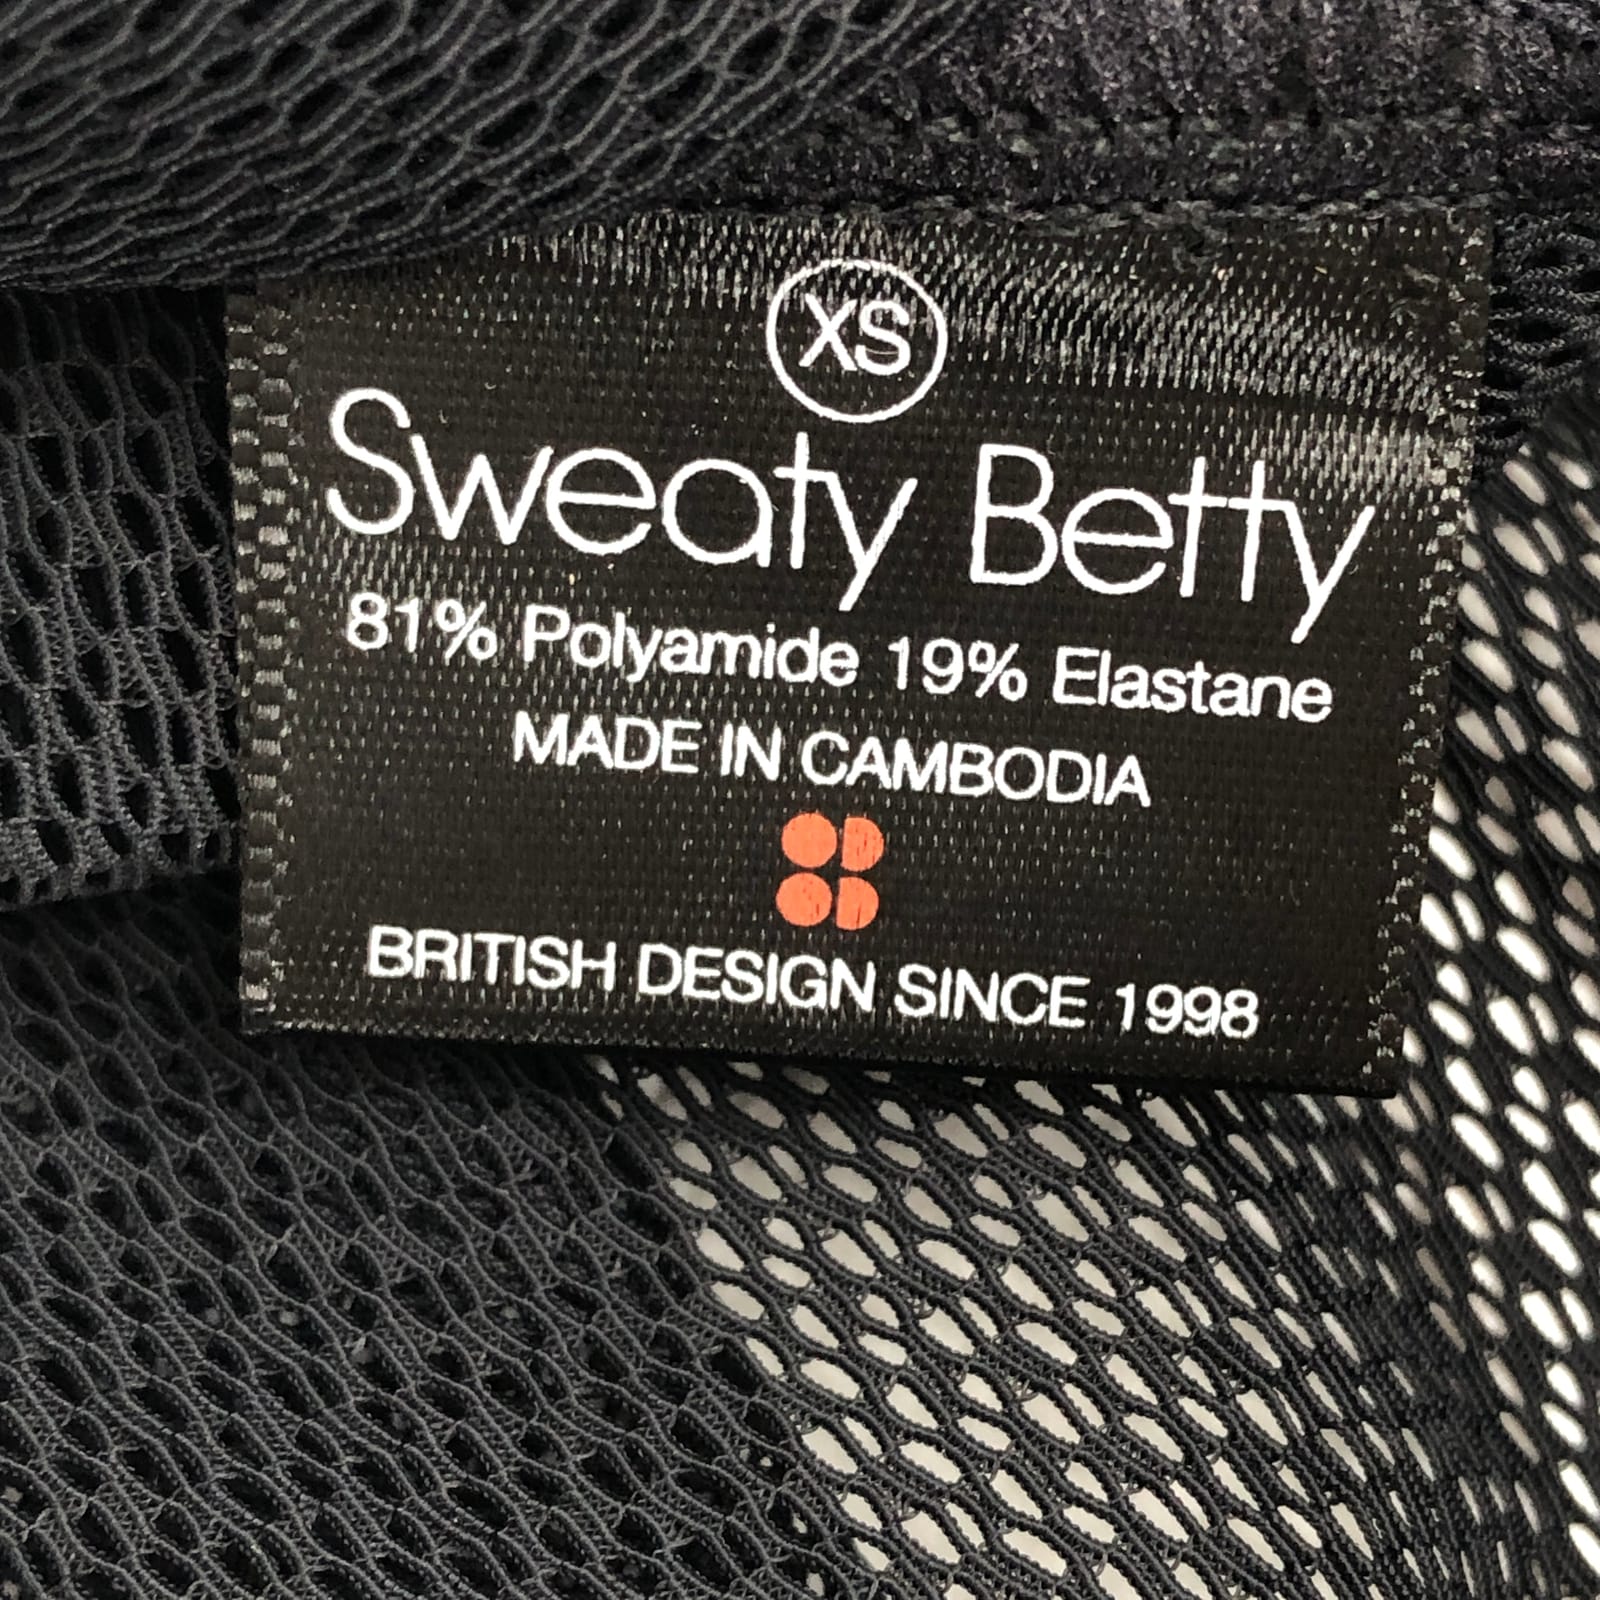 XS
Sweaty Betty
81% Polyamide 19% Elastane
MADE IN CAMBODIA
BRITISH DESIGN SINCE 1998